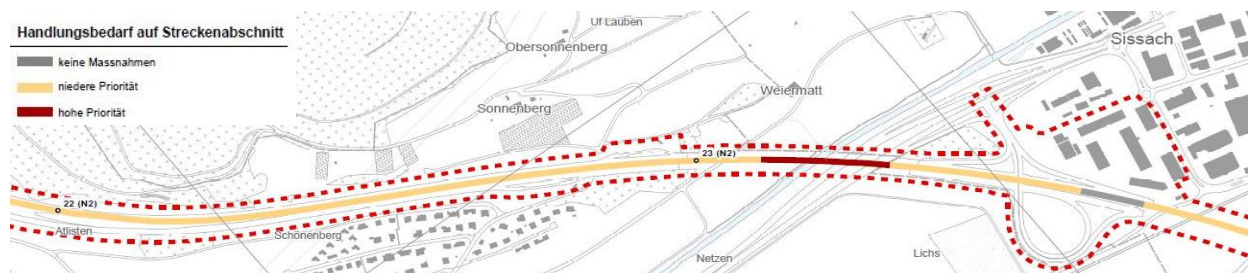 Handlungsbedarf auf Streckenabschnitt
keine Massnahmen
niedere Priorität
hohe Priorität
Uf Lauben
Obersonnenberg
Sissach
Sonnenberg
Weiermatt
23 (N2)
22 (N2)
Atlisten
Schönenberg
Netzen
Lichs